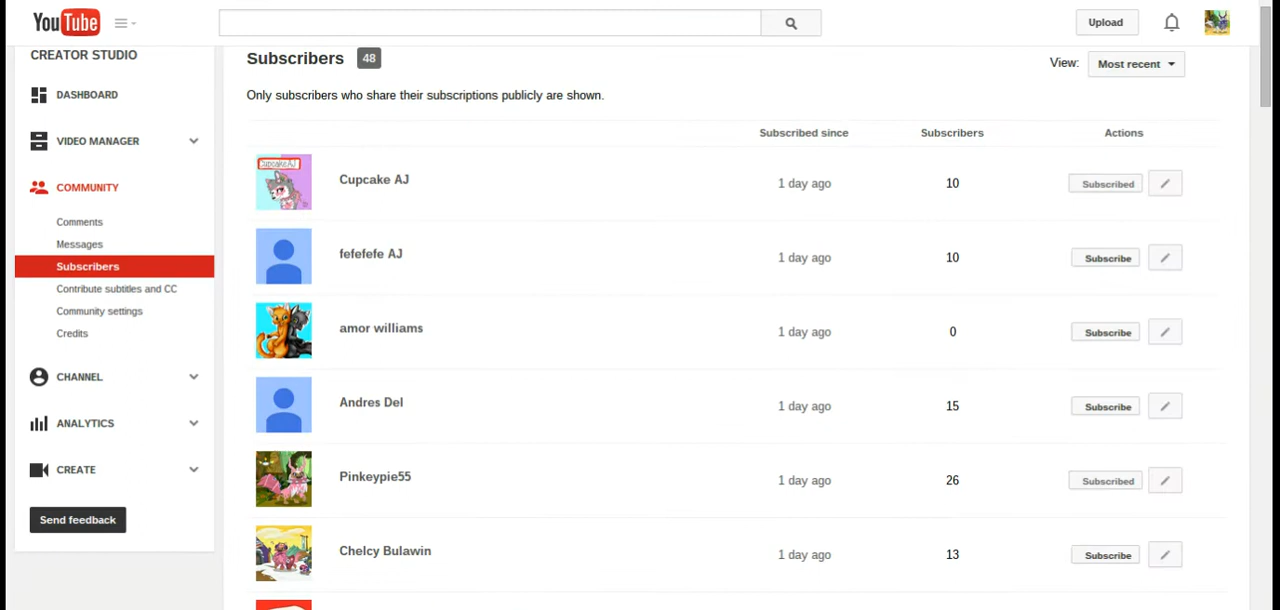 YouTube
Upload
CREATOR STUDIO
DASHBOARD
VIDEO MANAGER
COMMUNITY
Comments
Messages
Subscribers
Contribute subtitles and CC
Community settings
Credits
CHANNEL
ANALYTICS
CREATE
Send feedback
Subscribers 48
View: Most recent
Only subscribers who share their subscriptions publicly are shown.
Subscribed since Subscribers Actions
CupcakeAJ
Cupcake AJ 1 day ago 10 Subscribed
fefefefe AJ 1 day ago 10 Subscribe
amor williams 1 day ago 0 Subscribe
Andres Del 1 day ago 15 Subscribe
Pinkeypie55 1 day ago 26 Subscribed
Chelcy Bulawin 1 day ago 13 Subscribe